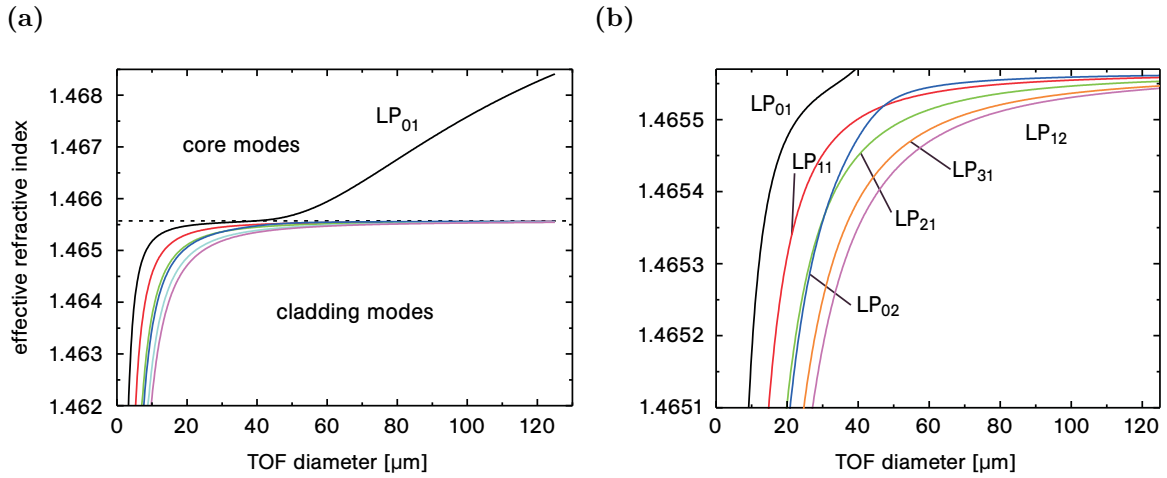 (a)
effective refractive index
1.468
1.467
1.466
1.465
1.464
1.463
1.462
core modes
LP01
cladding modes
0 20 40 60 80 100 120
TOF diameter [μm]
(b)
1.4655
1.4654
1.4653
1.4652
1.4651
LP01
LP11
LP12
LP31
LP21
LP02
0 20 40 60 80 100 120
TOF diameter [μm]